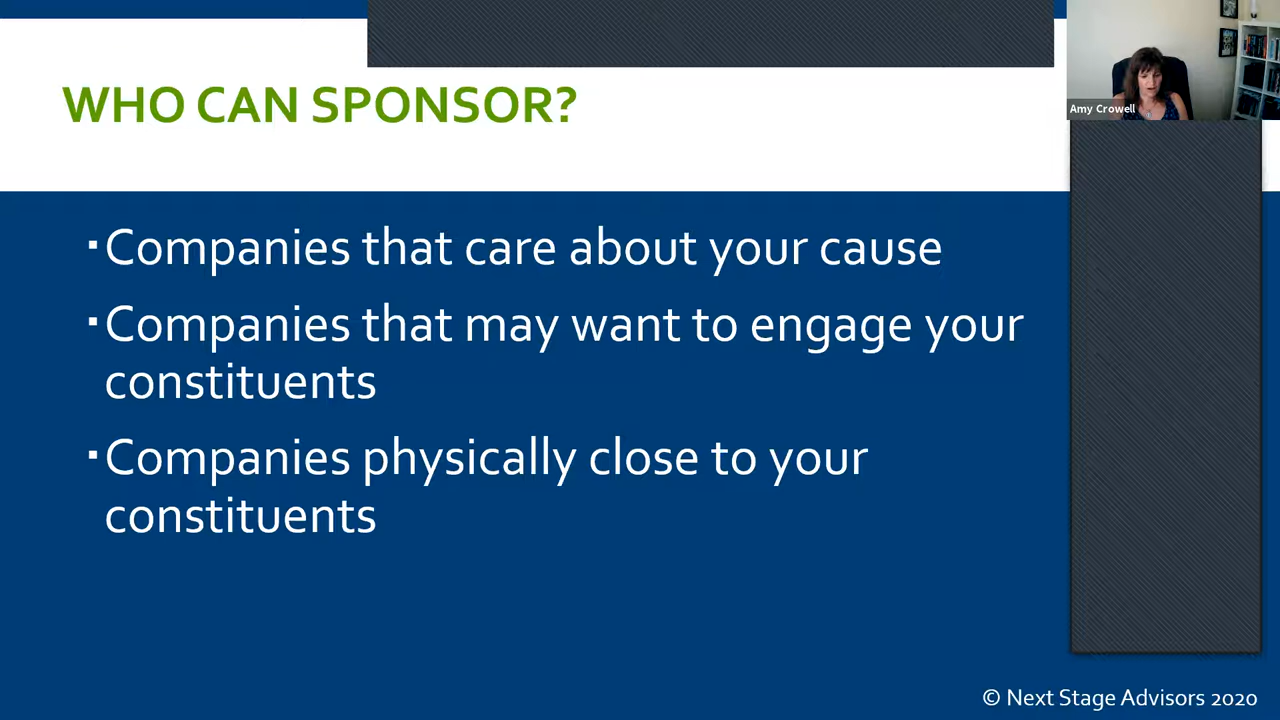 WHO CAN SPONSOR?
Amy Crowell
▪Companies that care about your cause
▪Companies that may want to engage your
constituents
▪Companies physically close to your
constituents
© Next Stage Advisors 2020